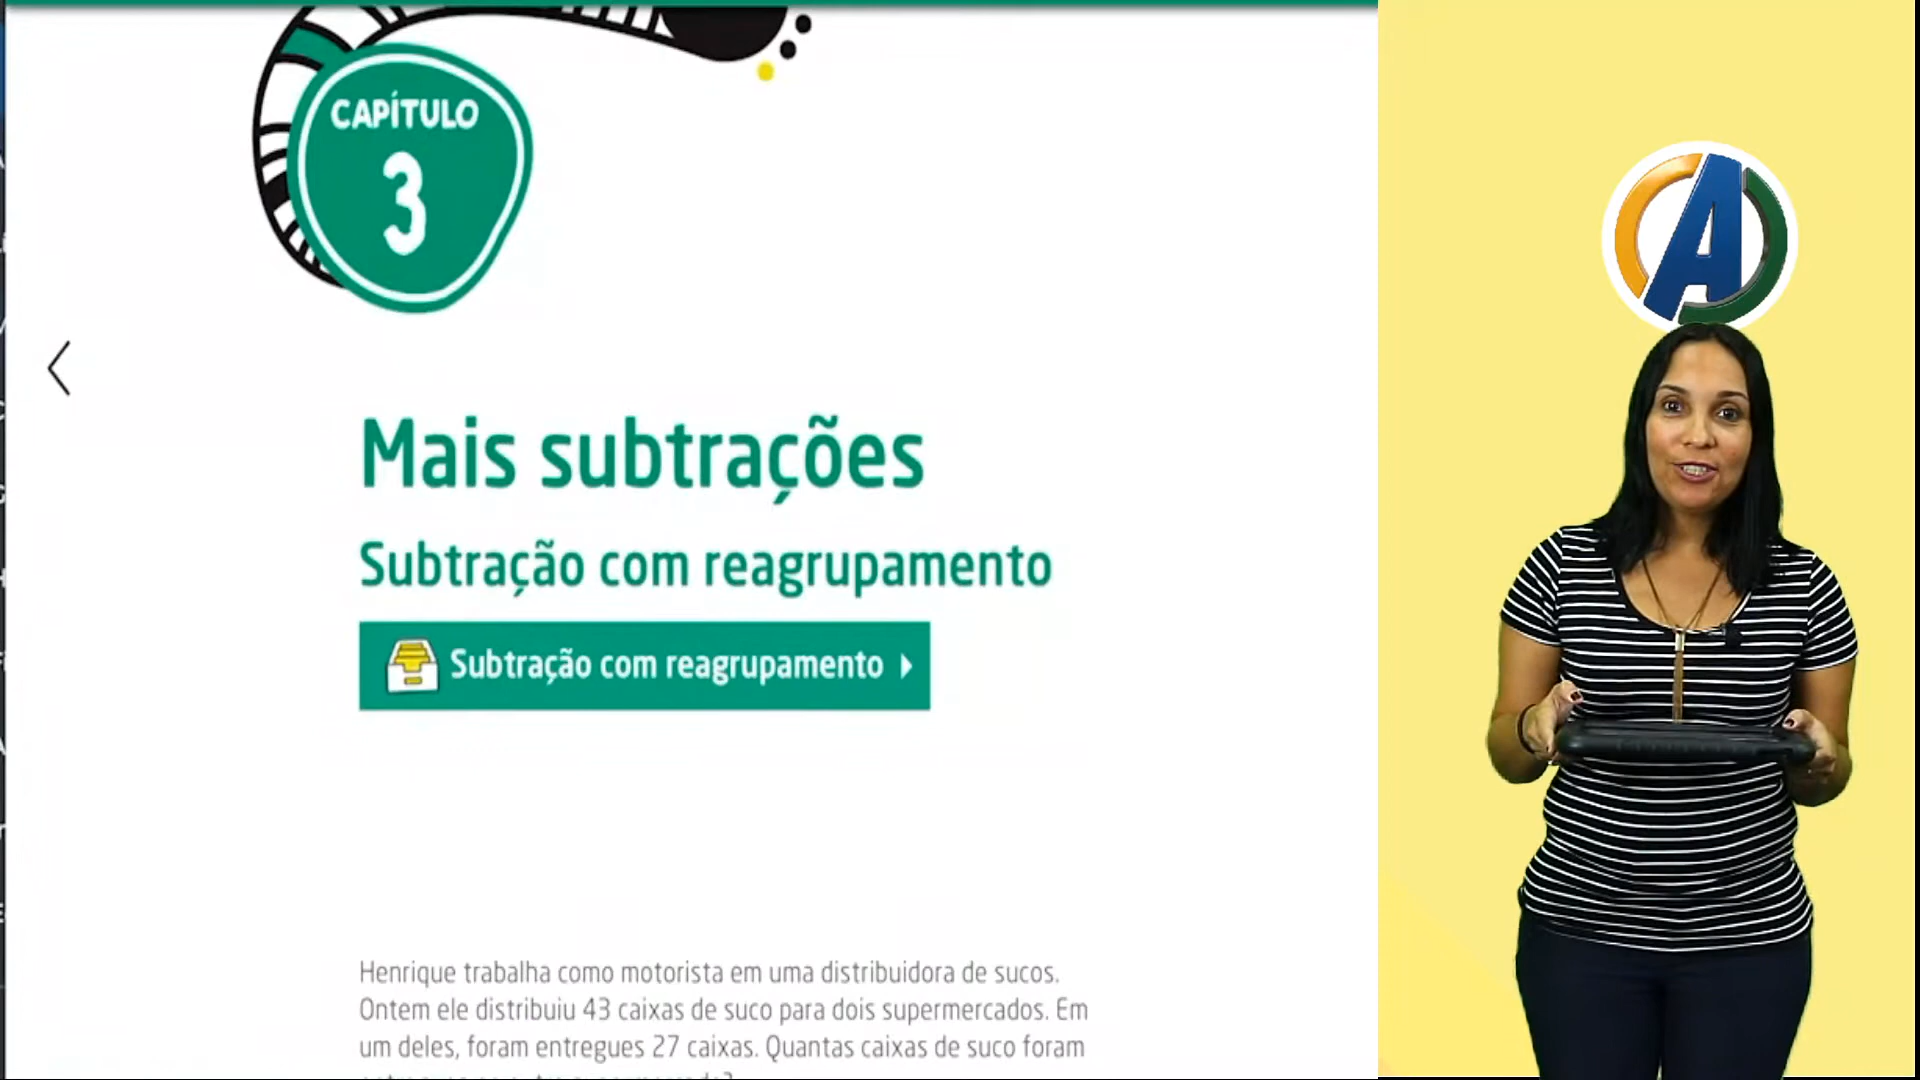 CAPÍTULO
3
Mais subtrações
Subtração com reagrupamento
Subtração com reagrupamento
Henrique trabalha como motorista em uma distribuidora de sucos.
Ontem ele distribuiu 43 caixas de suco para dois supermercados. Em
um deles, foram entregues 27 caixas. Quantas caixas de suco foram
A